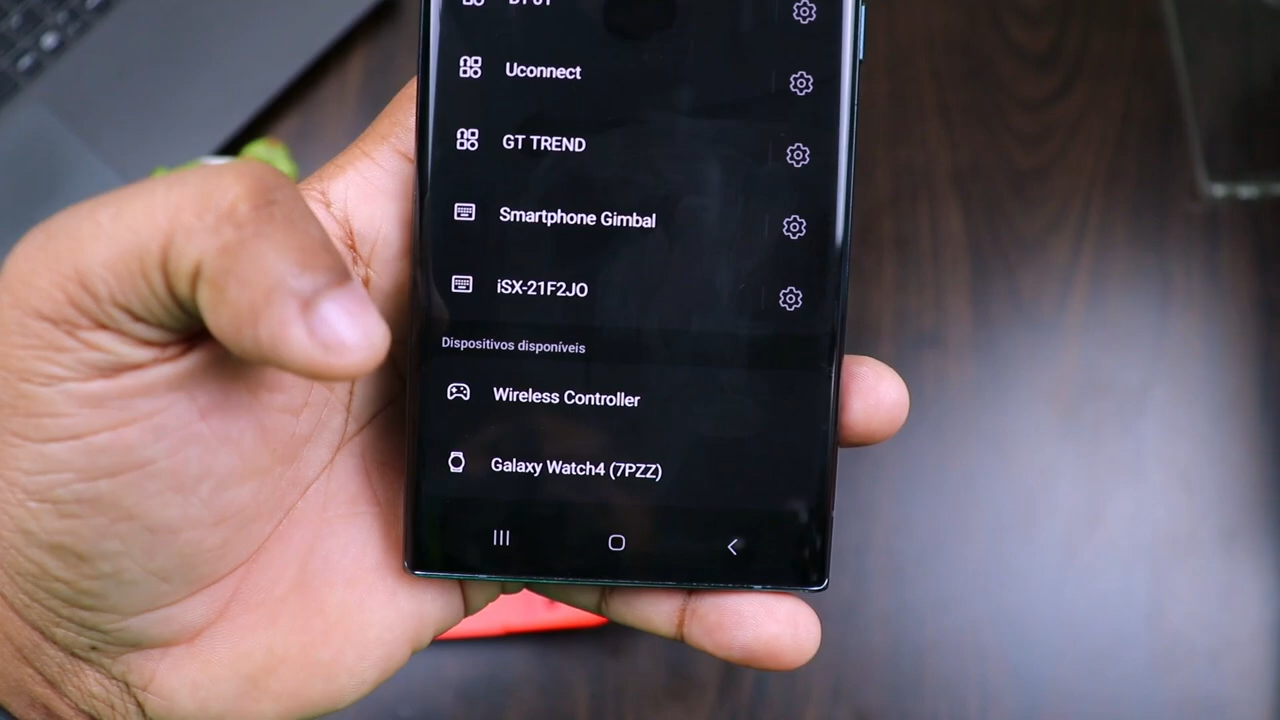 Uconnect
GT TREND
Smartphone Gimbal
iSX-21F2JO
Dispositivos disponíveis
Wireless Controller
Galaxy Watch4 (7PZZ)